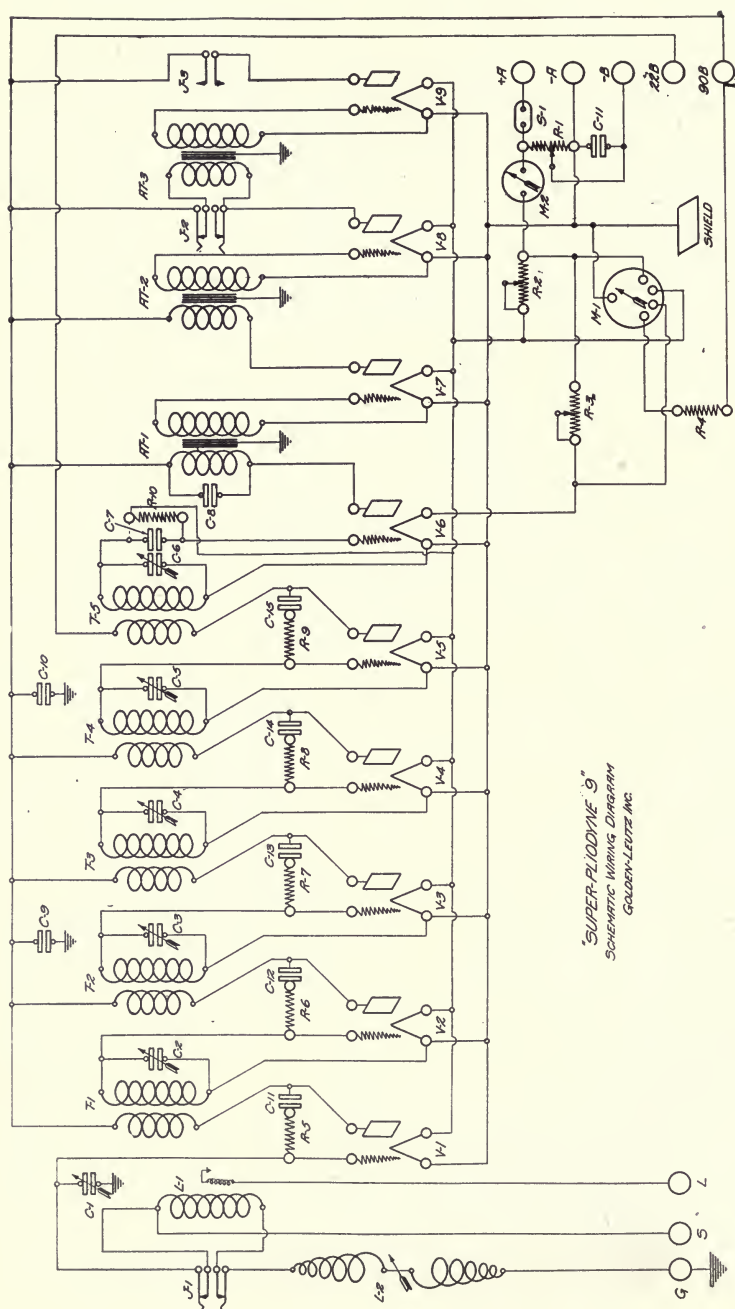 J-1
C-1
L-1
L-2
G
S
L
T-1
C-2
R-5
C-11
V-1
T-2
C-3
R-6
C-12
V-2
C-9
T-3
C-4
R-7
C-13
V-3
T-4
C-5
R-8
C-14
V-4
C-10
T-5
C-6
C-7
R-10
R-9
C-15
V-5
C-8
V-6
AT-1
V-7
AT-2
V-8
J-2
AT-3
V-9
J-3
+A
-A
-B
22B
90B
S-1
R-1
C-11
M-2
R-2
M-1
R-3
R-4
SHIELD
"SUPER-PLIODYNE 9"
SCHEMATIC WIRING DIAGRAM
GOLDEN-LEUTZ INC.